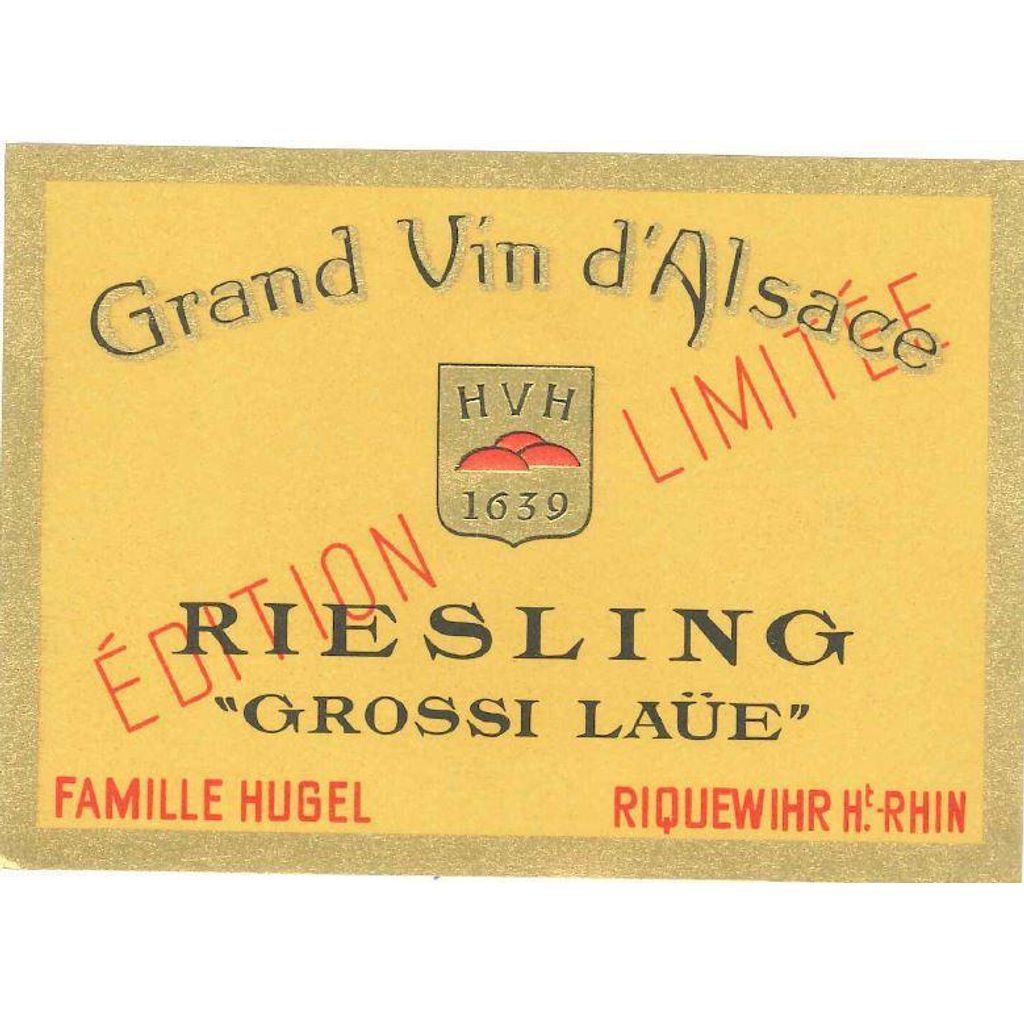 Grand Vin d'Alsace
ÉDITION LIMITÉE
HVH
1639
RIESLING
"GROSSI LAÜE"
FAMILLE HUGEL
RIQUEWIHR Hᵗ.-RHIN